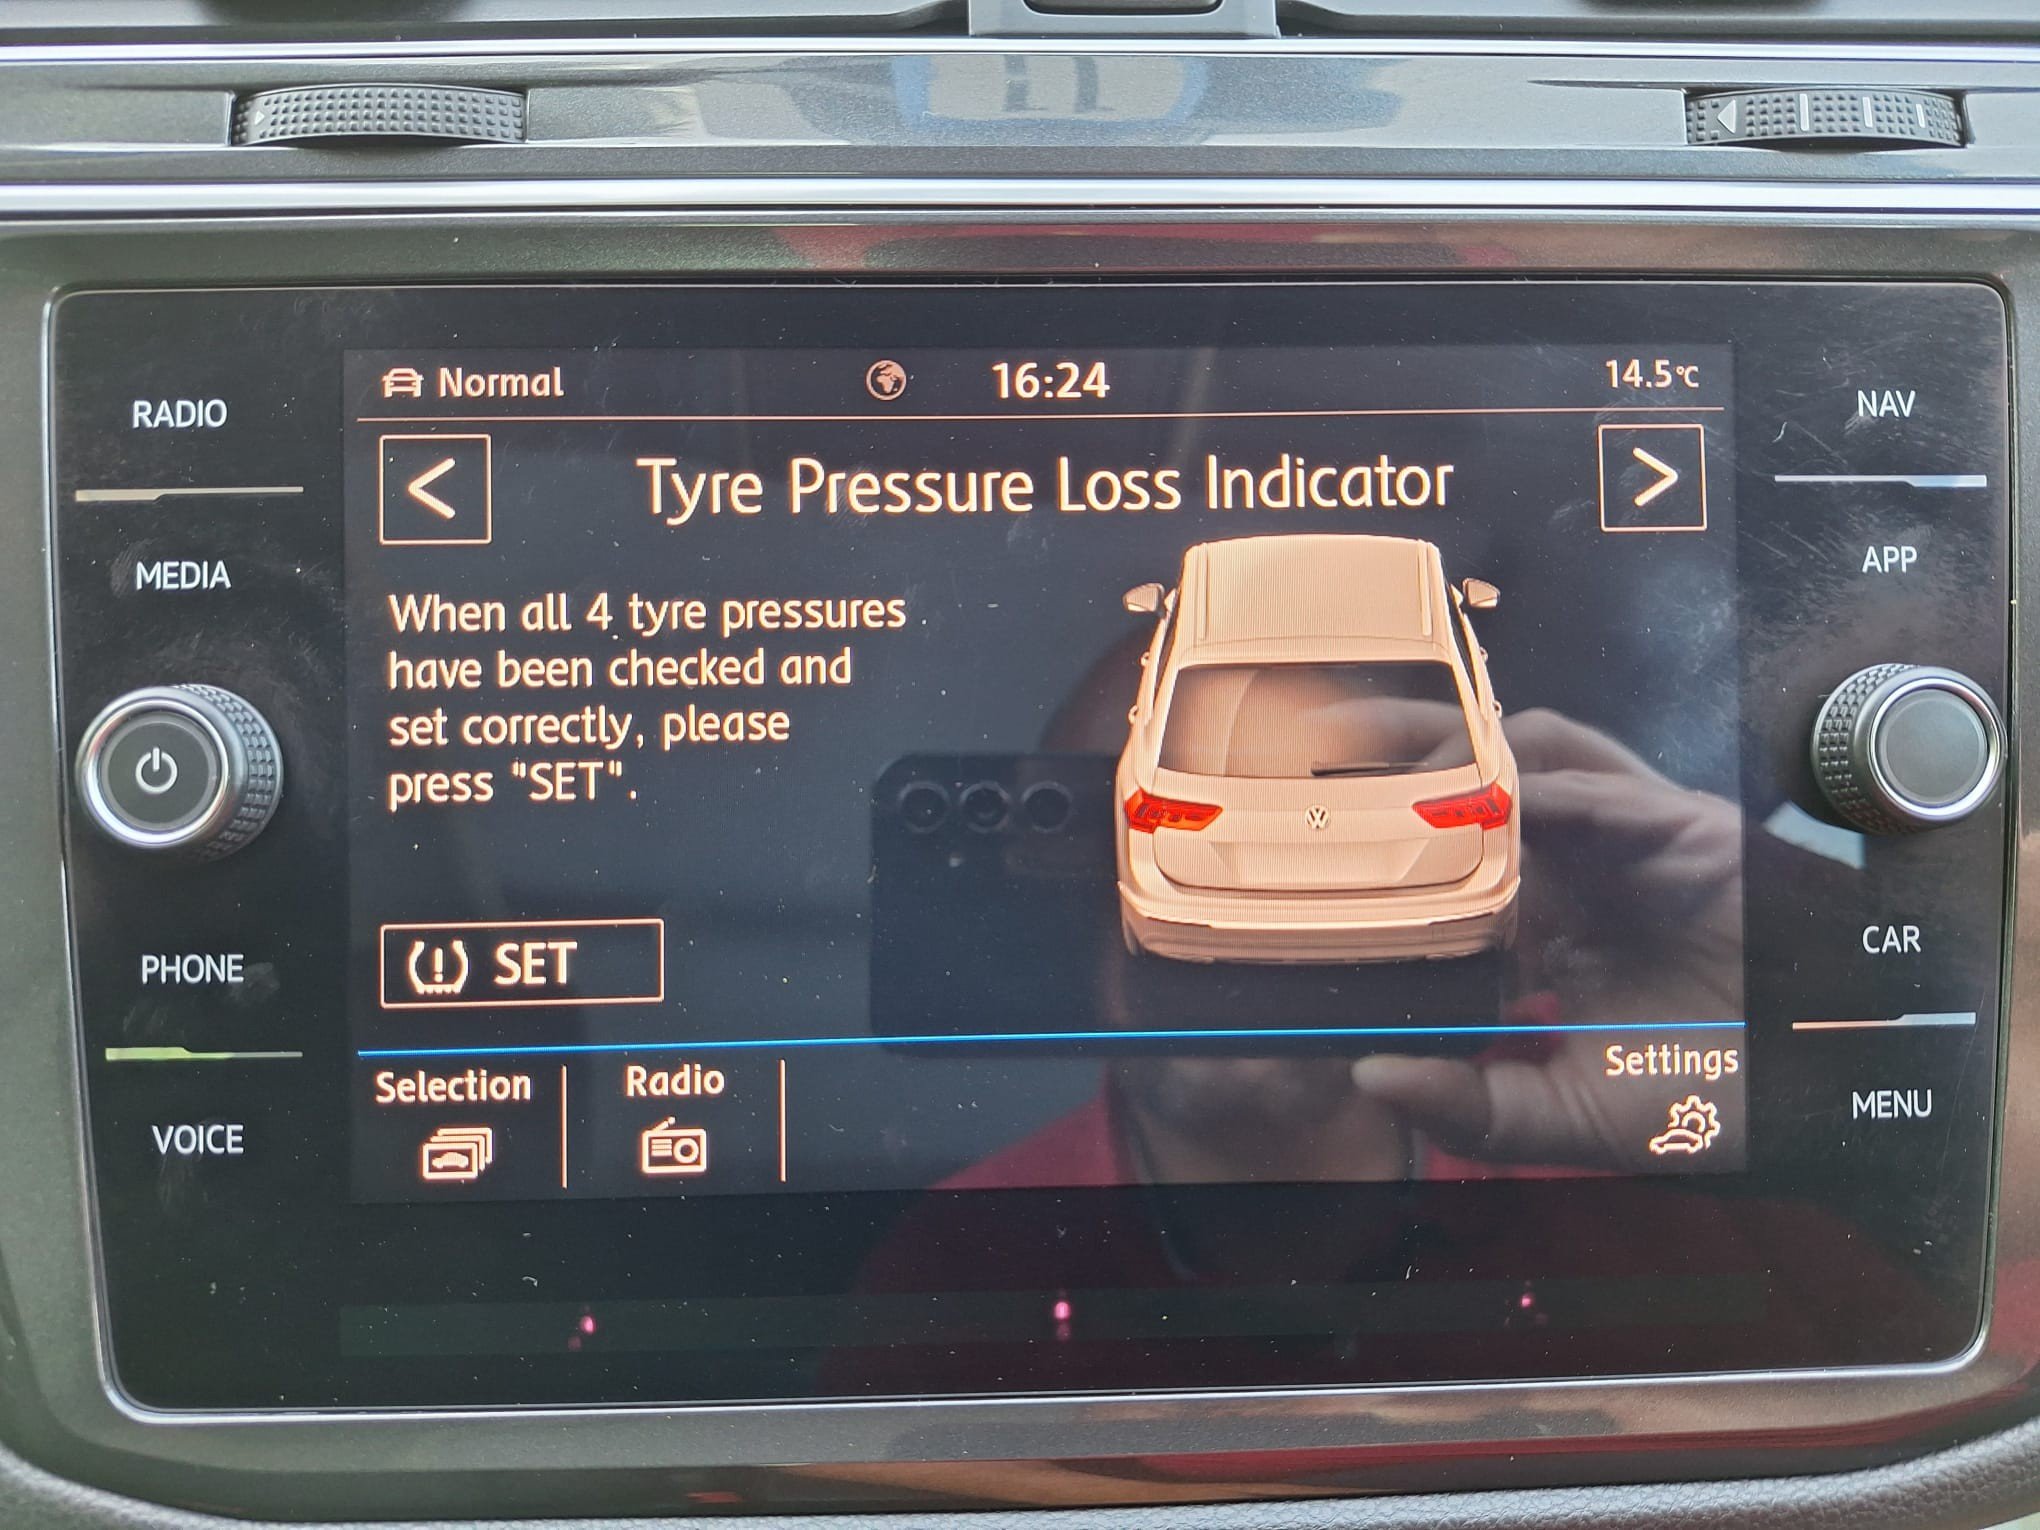 Normal 16:24 14.5°C
RADIO
MEDIA
PHONE
VOICE
< Tyre Pressure Loss Indicator >
When all 4 tyre pressures
have been checked and
set correctly, please
press "SET".
(!) SET
Selection
Radio
Settings
NAV
APP
CAR
MENU